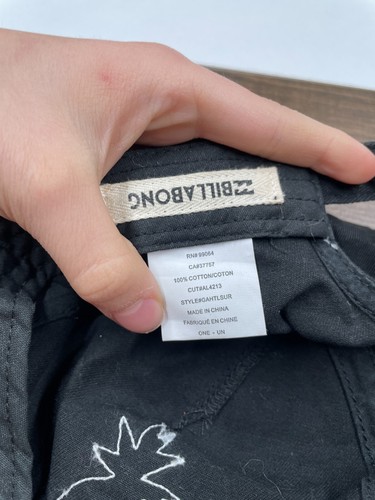 BILLABONG
RN#99084
CA#37757
100% COTTON/COTON
CUT#AL4213
STYLE#GAHTLSUR
MADE IN CHINA
FABRIQUÉ EN CHINE
ONE - UN